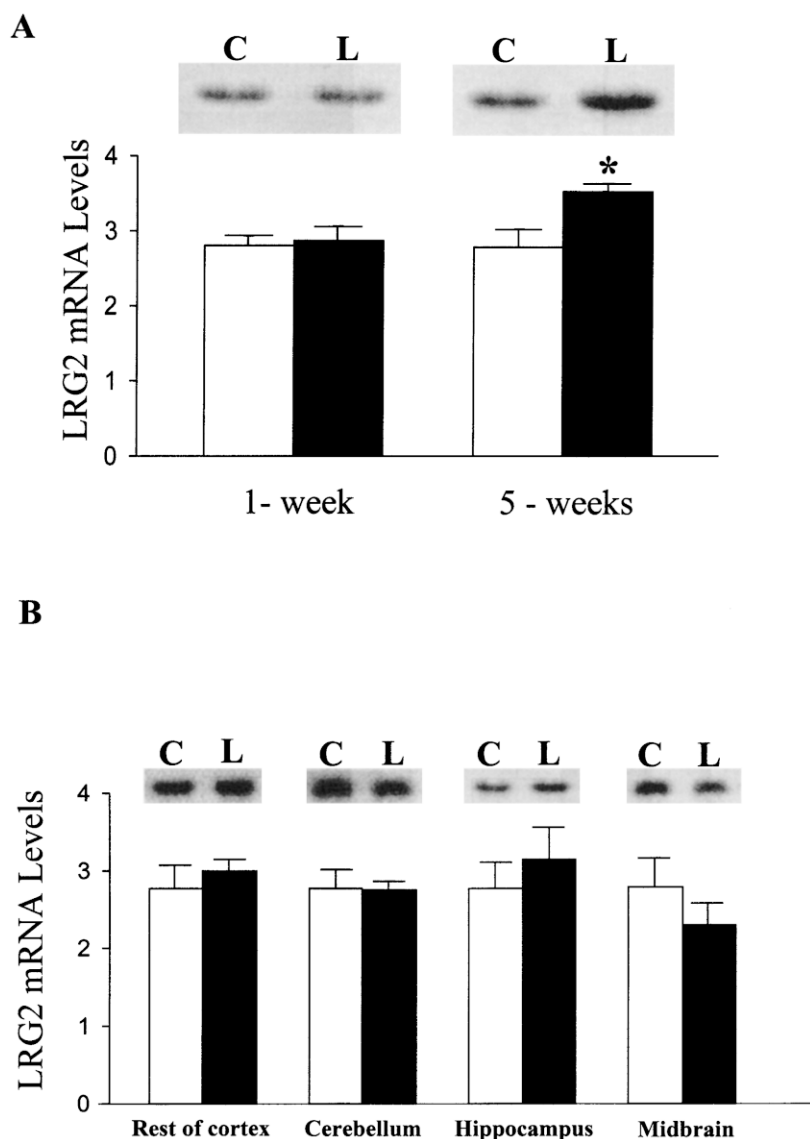 A
C L C L
*
4
3
2
1
0
LRG2 mRNA Levels
1- week 5 - weeks
B
C L C L C L C L
4
3
2
1
0
LRG2 mRNA Levels
Rest of cortex Cerebellum Hippocampus Midbrain